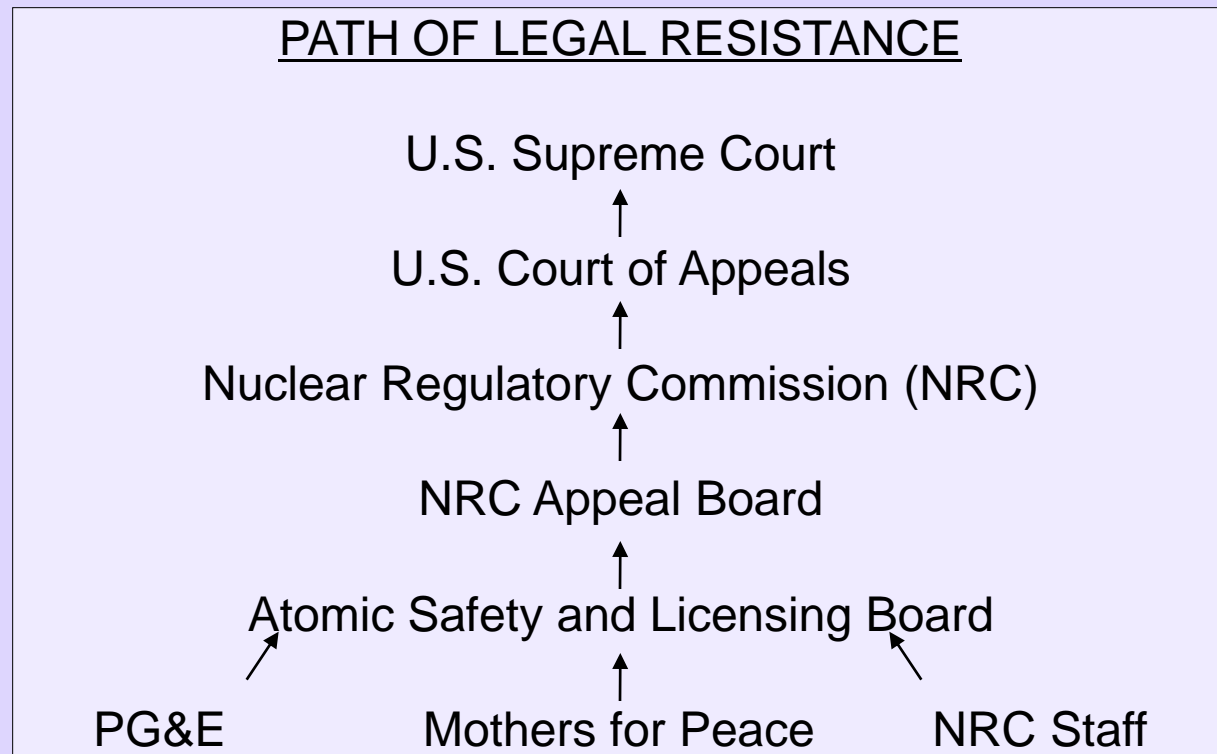 PATH OF LEGAL RESISTANCE
U.S. Supreme Court
U.S. Court of Appeals
Nuclear Regulatory Commission (NRC)
NRC Appeal Board
Atomic Safety and Licensing Board
PG&E Mothers for Peace NRC Staff